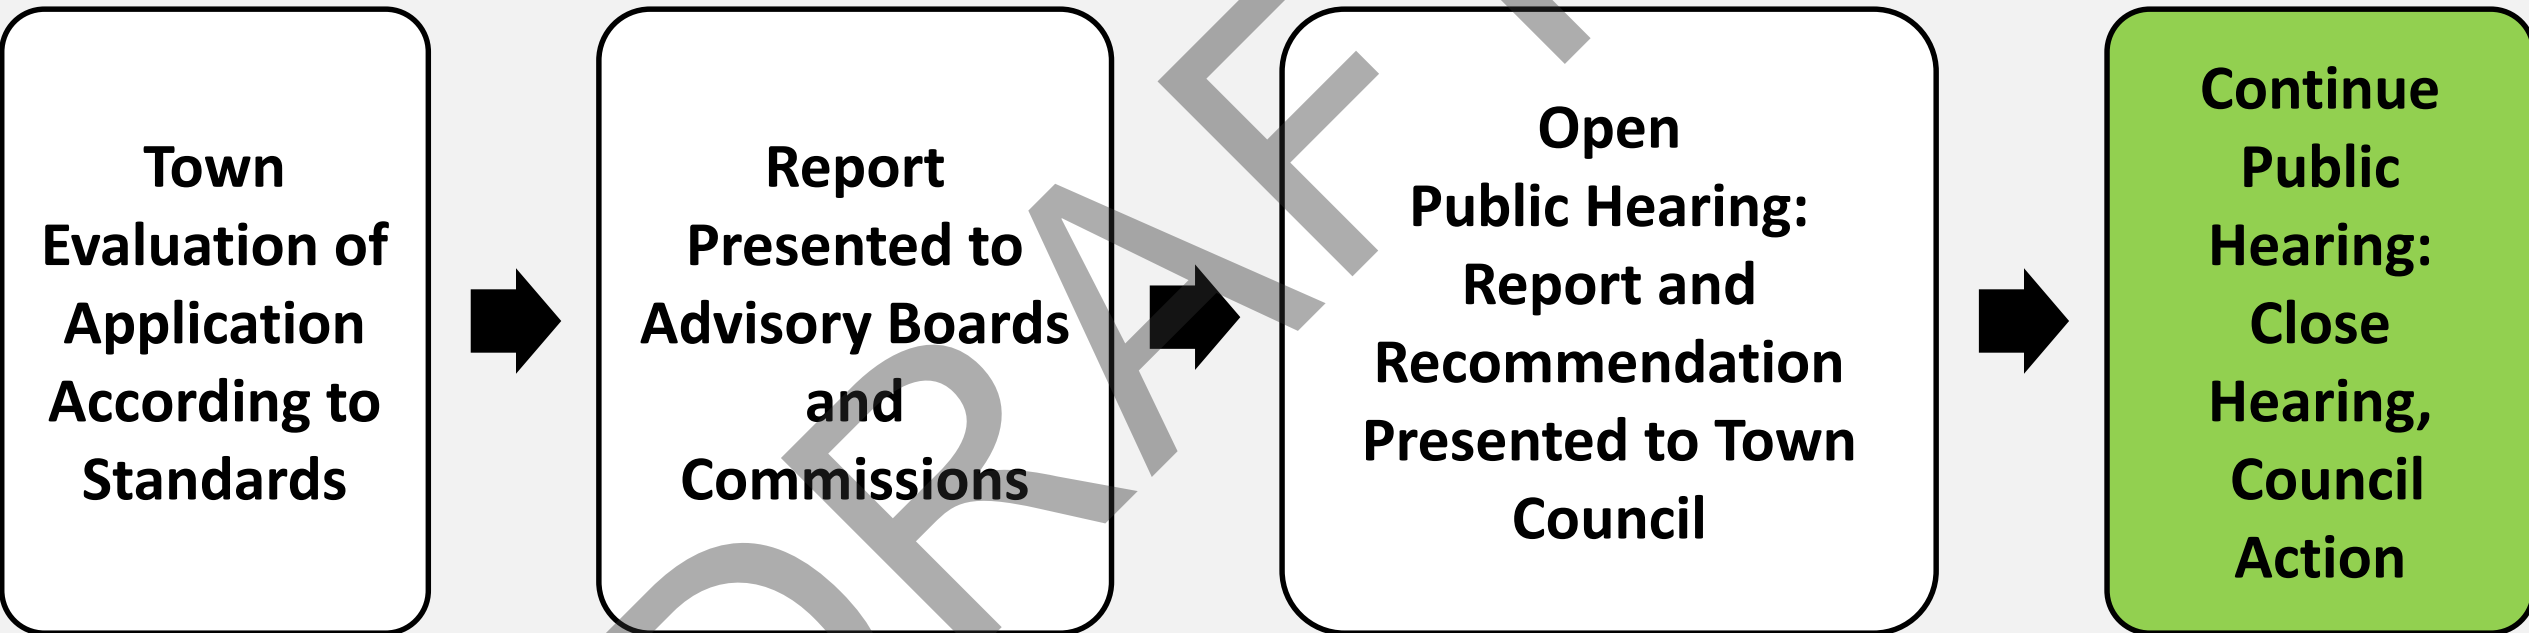 Town
Evaluation of
Application
According to
Standards
Report
Presented to
Advisory Boards
and
Commissions
Open
Public Hearing:
Report and
Recommendation
Presented to Town
Council
Continue
Public
Hearing:
Close
Hearing,
Council
Action
DRAFT